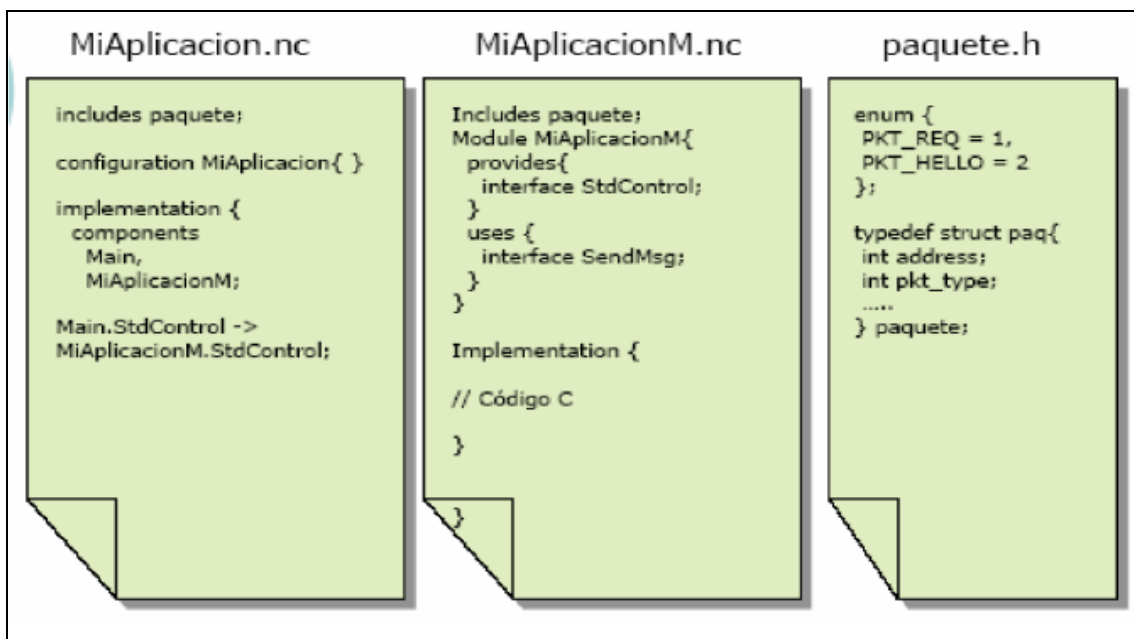 MiAplicacion.nc
includes paquete;
configuration MiAplicacion{ }
implementation {
components
Main,
MiAplicacionM;
Main.StdControl ->
MiAplicacionM.StdControl;
MiAplicacionM.nc
Includes paquete;
Module MiAplicacionM{
provides{
interface StdControl;
}
uses {
interface SendMsg;
}
}
Implementation {
// Código C
}
}
paquete.h
enum {
PKT_REQ = 1,
PKT_HELLO = 2
};
typedef struct paq{
int address;
int pkt_type;
.....
} paquete;